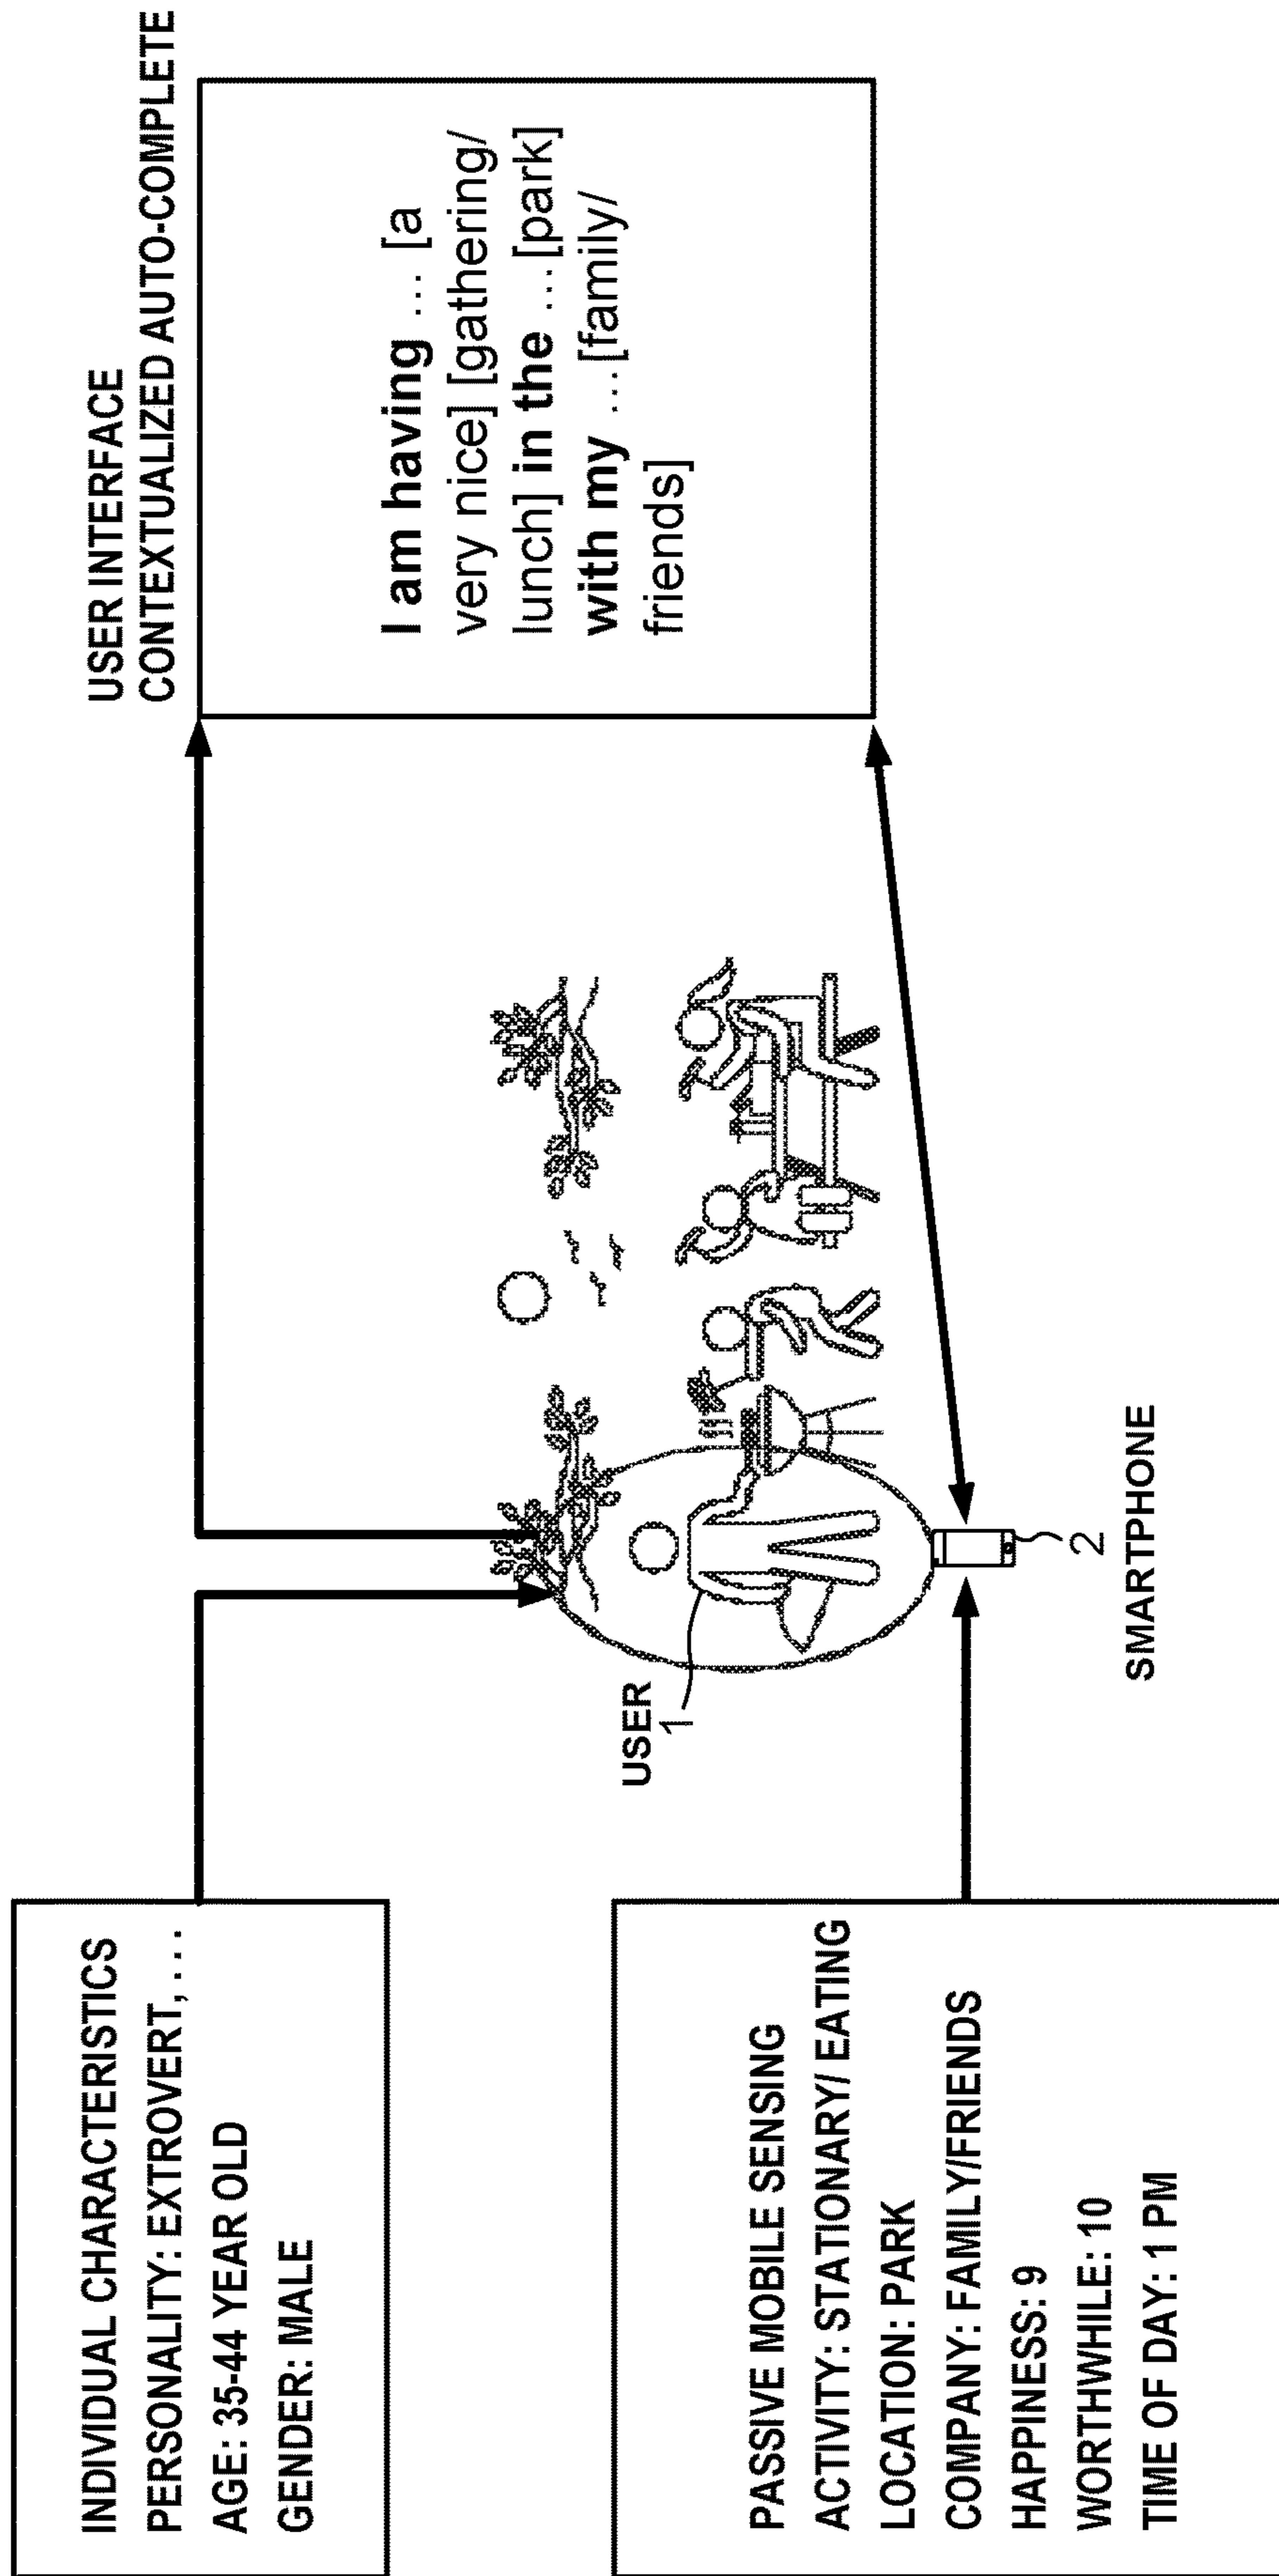 INDIVIDUAL CHARACTERISTICS
PERSONALITY: EXTROVERT, ...
AGE: 35-44 YEAR OLD
GENDER: MALE
PASSIVE MOBILE SENSING
ACTIVITY: STATIONARY/ EATING
LOCATION: PARK
COMPANY: FAMILY/FRIENDS
HAPPINESS: 9
WORTHWHILE: 10
TIME OF DAY: 1 PM
USER
1
2
SMARTPHONE
USER INTERFACE
CONTEXTUALIZED AUTO-COMPLETE
I am having ... [a
very nice] [gathering/
lunch] in the ...[park]
with my ...[family/
friends]